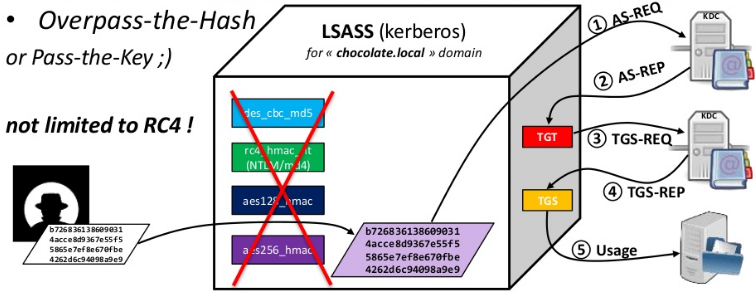 • Overpass-the-Hash
or Pass-the-Key ;)
not limited to RC4 !
LSASS (kerberos)
for « chocolate.local » domain
des_cbc_md5
rc4_hmac_nt
(NTLM/md4)
aes128_hmac
aes256_hmac
b726836138609031
4acce8d9367e55f5
5865e7ef8e670fbe
4262d6c94098a9e9
b726836138609031
4acce8d9367e55f5
5865e7ef8e670fbe
4262d6c94098a9e9
TGT
TGS
① AS-REQ
② AS-REP
③ TGS-REQ
④ TGS-REP
⑤ Usage
KDC
@
KDC
@